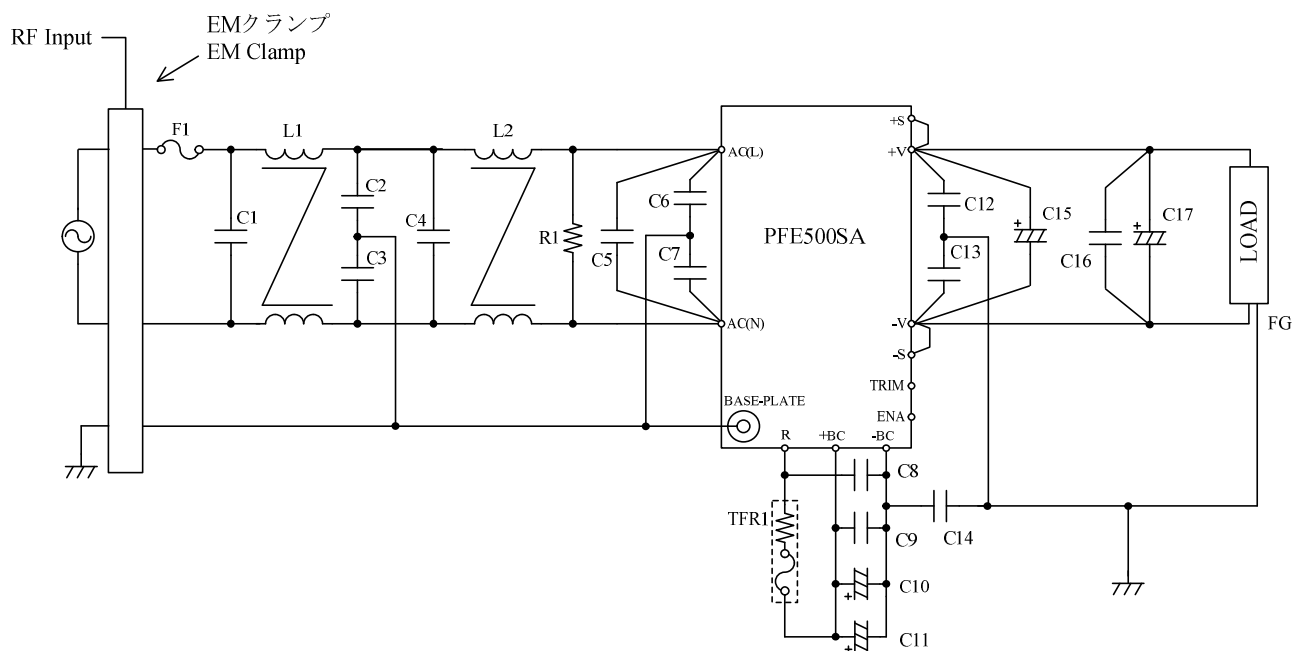 EMクランプ
RF Input
EM Clamp
F1
L1
L2
+S
+V
AC(L)
C1
C2
C3
C4
R1
C5
C6
C7
PFE500SA
C12
C13
C15
+
C16
C17
+
LOAD
AC(N)
-V
FG
-S
TRIM
BASE-PLATE
ENA
R
+BC
-BC
C8
TFR1
C9
C14
C10
+
C11
+